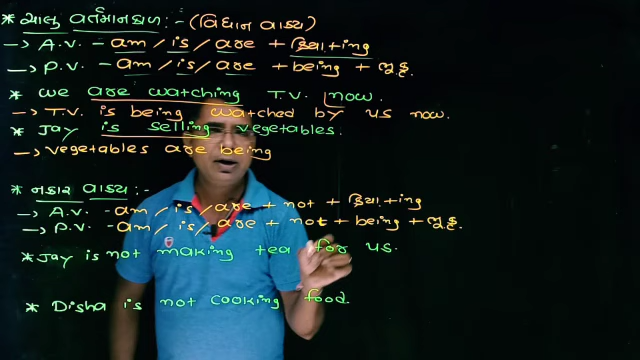 * ચાલુ વર્તમાનકાળ:- (વિધાન વાક્ય)
→ A.V. - am / is / are + ક્રિયા+ing
→ P.V. - am / is / are + being + ભૂ.કૃ.
* we are watching T.V. now.
→ T.V. is being watched by us now.
* Jay is selling vegetables.
→ vegetables are being
* નકાર વાક્ય :-
→ A.V. - am / is / are + not + ક્રિયા+ing
→ P.V. - am / is / are + not + being + ભૂ.કૃ.
* Jay is not making tea for us.
* Disha is not cooking food.